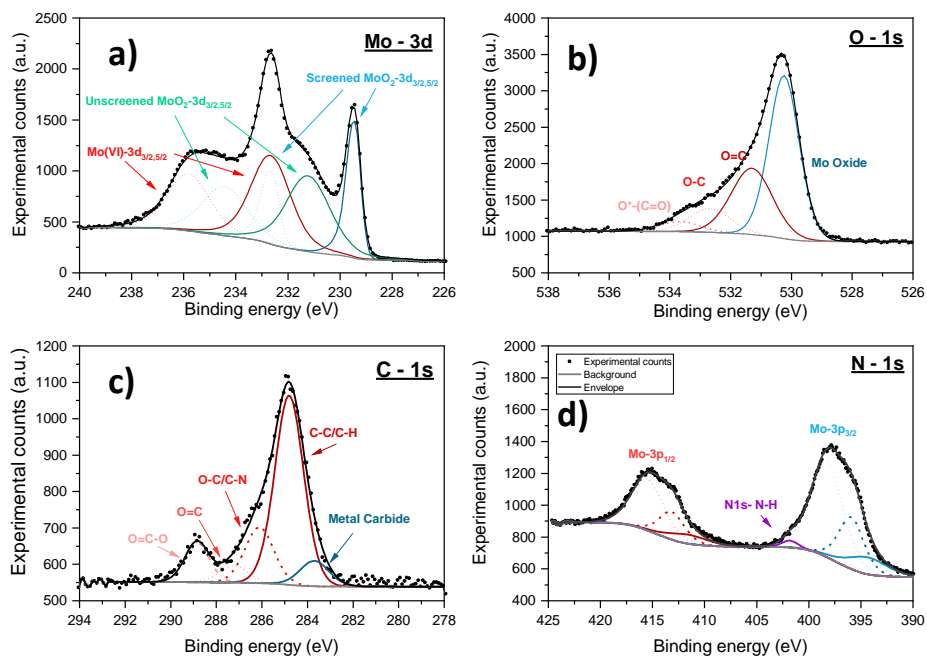 a)
Mo - 3d
Screened MoO₂-3d₃/₂,₅/₂
Unscreened MoO₂-3d₃/₂,₅/₂
Mo(VI)-3d₃/₂,₅/₂
Experimental counts (a.u.)
2500
2000
1500
1000
500
0
240 238 236 234 232 230 228 226
Binding energy (eV)
b)
O - 1s
O=C
Mo Oxide
O-C
O*-(C=O)
Experimental counts (a.u.)
4000
3500
3000
2500
2000
1500
1000
500
538 536 534 532 530 528 526
Binding energy (eV)
c)
C - 1s
C-C/C-H
O-C/C-N
O=C
O=C-O
Metal Carbide
Experimental counts (a.u.)
1200
1100
1000
900
800
700
600
500
294 292 290 288 286 284 282 280 278
Binding energy (eV)
N - 1s
Experimental counts
Background
Envelope
d)
Mo-3p₃/₂
Mo-3p₁/₂
N1s- N-H
Experimental counts (a.u.)
2000
1800
1600
1400
1200
1000
800
600
400
425 420 415 410 405 400 395 390
Binding energy (eV)